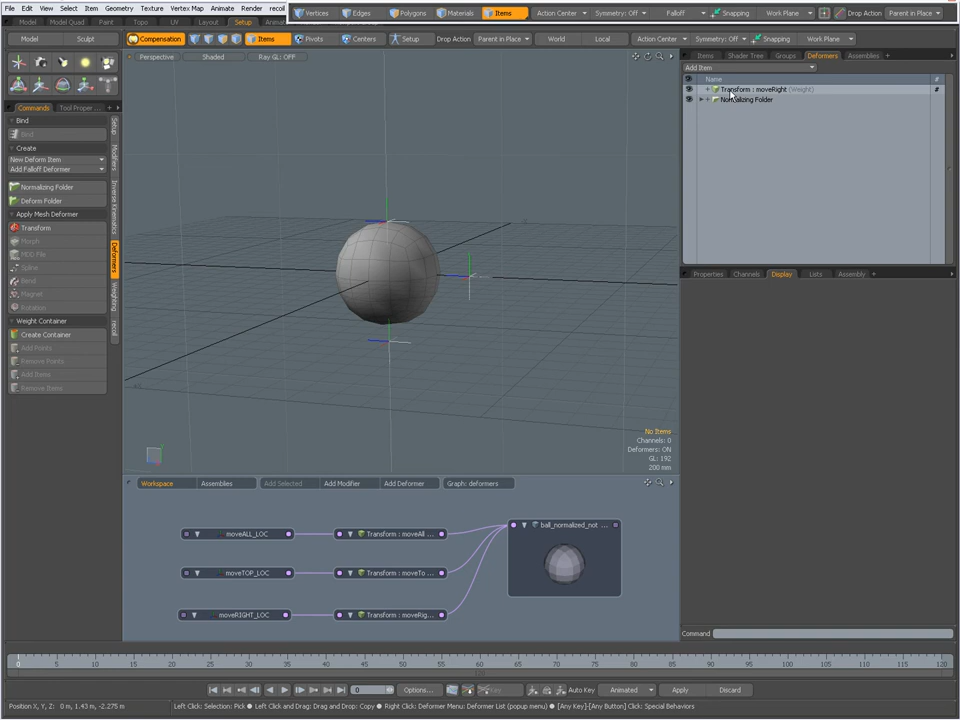 File Edit View Select Item Geometry Texture Vertex Map Animate Render recoil
Vertices Edges Polygons Materials Items Action Center Symmetry: Off Falloff Snapping Work Plane Drop Action Parent in Place
Model Model Quad Paint Topo UV Layout Setup
Model Sculpt Compensation Items Pivots Centers Setup Drop Action Parent in Place World Local Action Center Symmetry: Off Snapping Work Plane
Perspective Shaded Ray GL: OFF
Items Shader Tree Groups Deformers Assemblies +
Add Item
Name #
Transform : moveRight (Weight) #
Normalizing Folder
Commands Tool Proper ... +
Bind
Bind
Create
New Deform Item
Add Falloff Deformer
Normalizing Folder
Deform Folder
Apply Mesh Deformer
Transform
Morph
MDD File
Spline
Bend
Magnet
Rotation
Weight Container
Create Container
Add Points
Remove Points
Add Items
Remove Items
Setup
Modifiers
Inverse Kinematics
Deformers
Weighting
recoil
No Items
Channels: 0
Deformers: ON
GL: 192
200 mm
Properties Channels Display Lists Assembly +
Workspace Assemblies Add Selected Add Modifier Add Deformer Graph: deformers
moveALL_LOC Transform : moveAll ... ball_normalized_not ...
moveTOP_LOC Transform : moveTo ...
moveRIGHT_LOC Transform : moveRig...
Command
0 5 10 15 20 25 30 35 40 45 50 55 60 65 70 75 80 85 90 95 100 105 110 115 120
Options... 0 Key Auto Key Animated Apply Discard
Position X, Y, Z: 0 m, 1.43 m, -2.275 m Left Click: Selection: Pick ● Left Click and Drag: Drag and Drop: Copy ● Right Click: Deformer Menu: Deformer List (popup menu) ● [Any Key]-[Any Button] Click: Special Behaviors